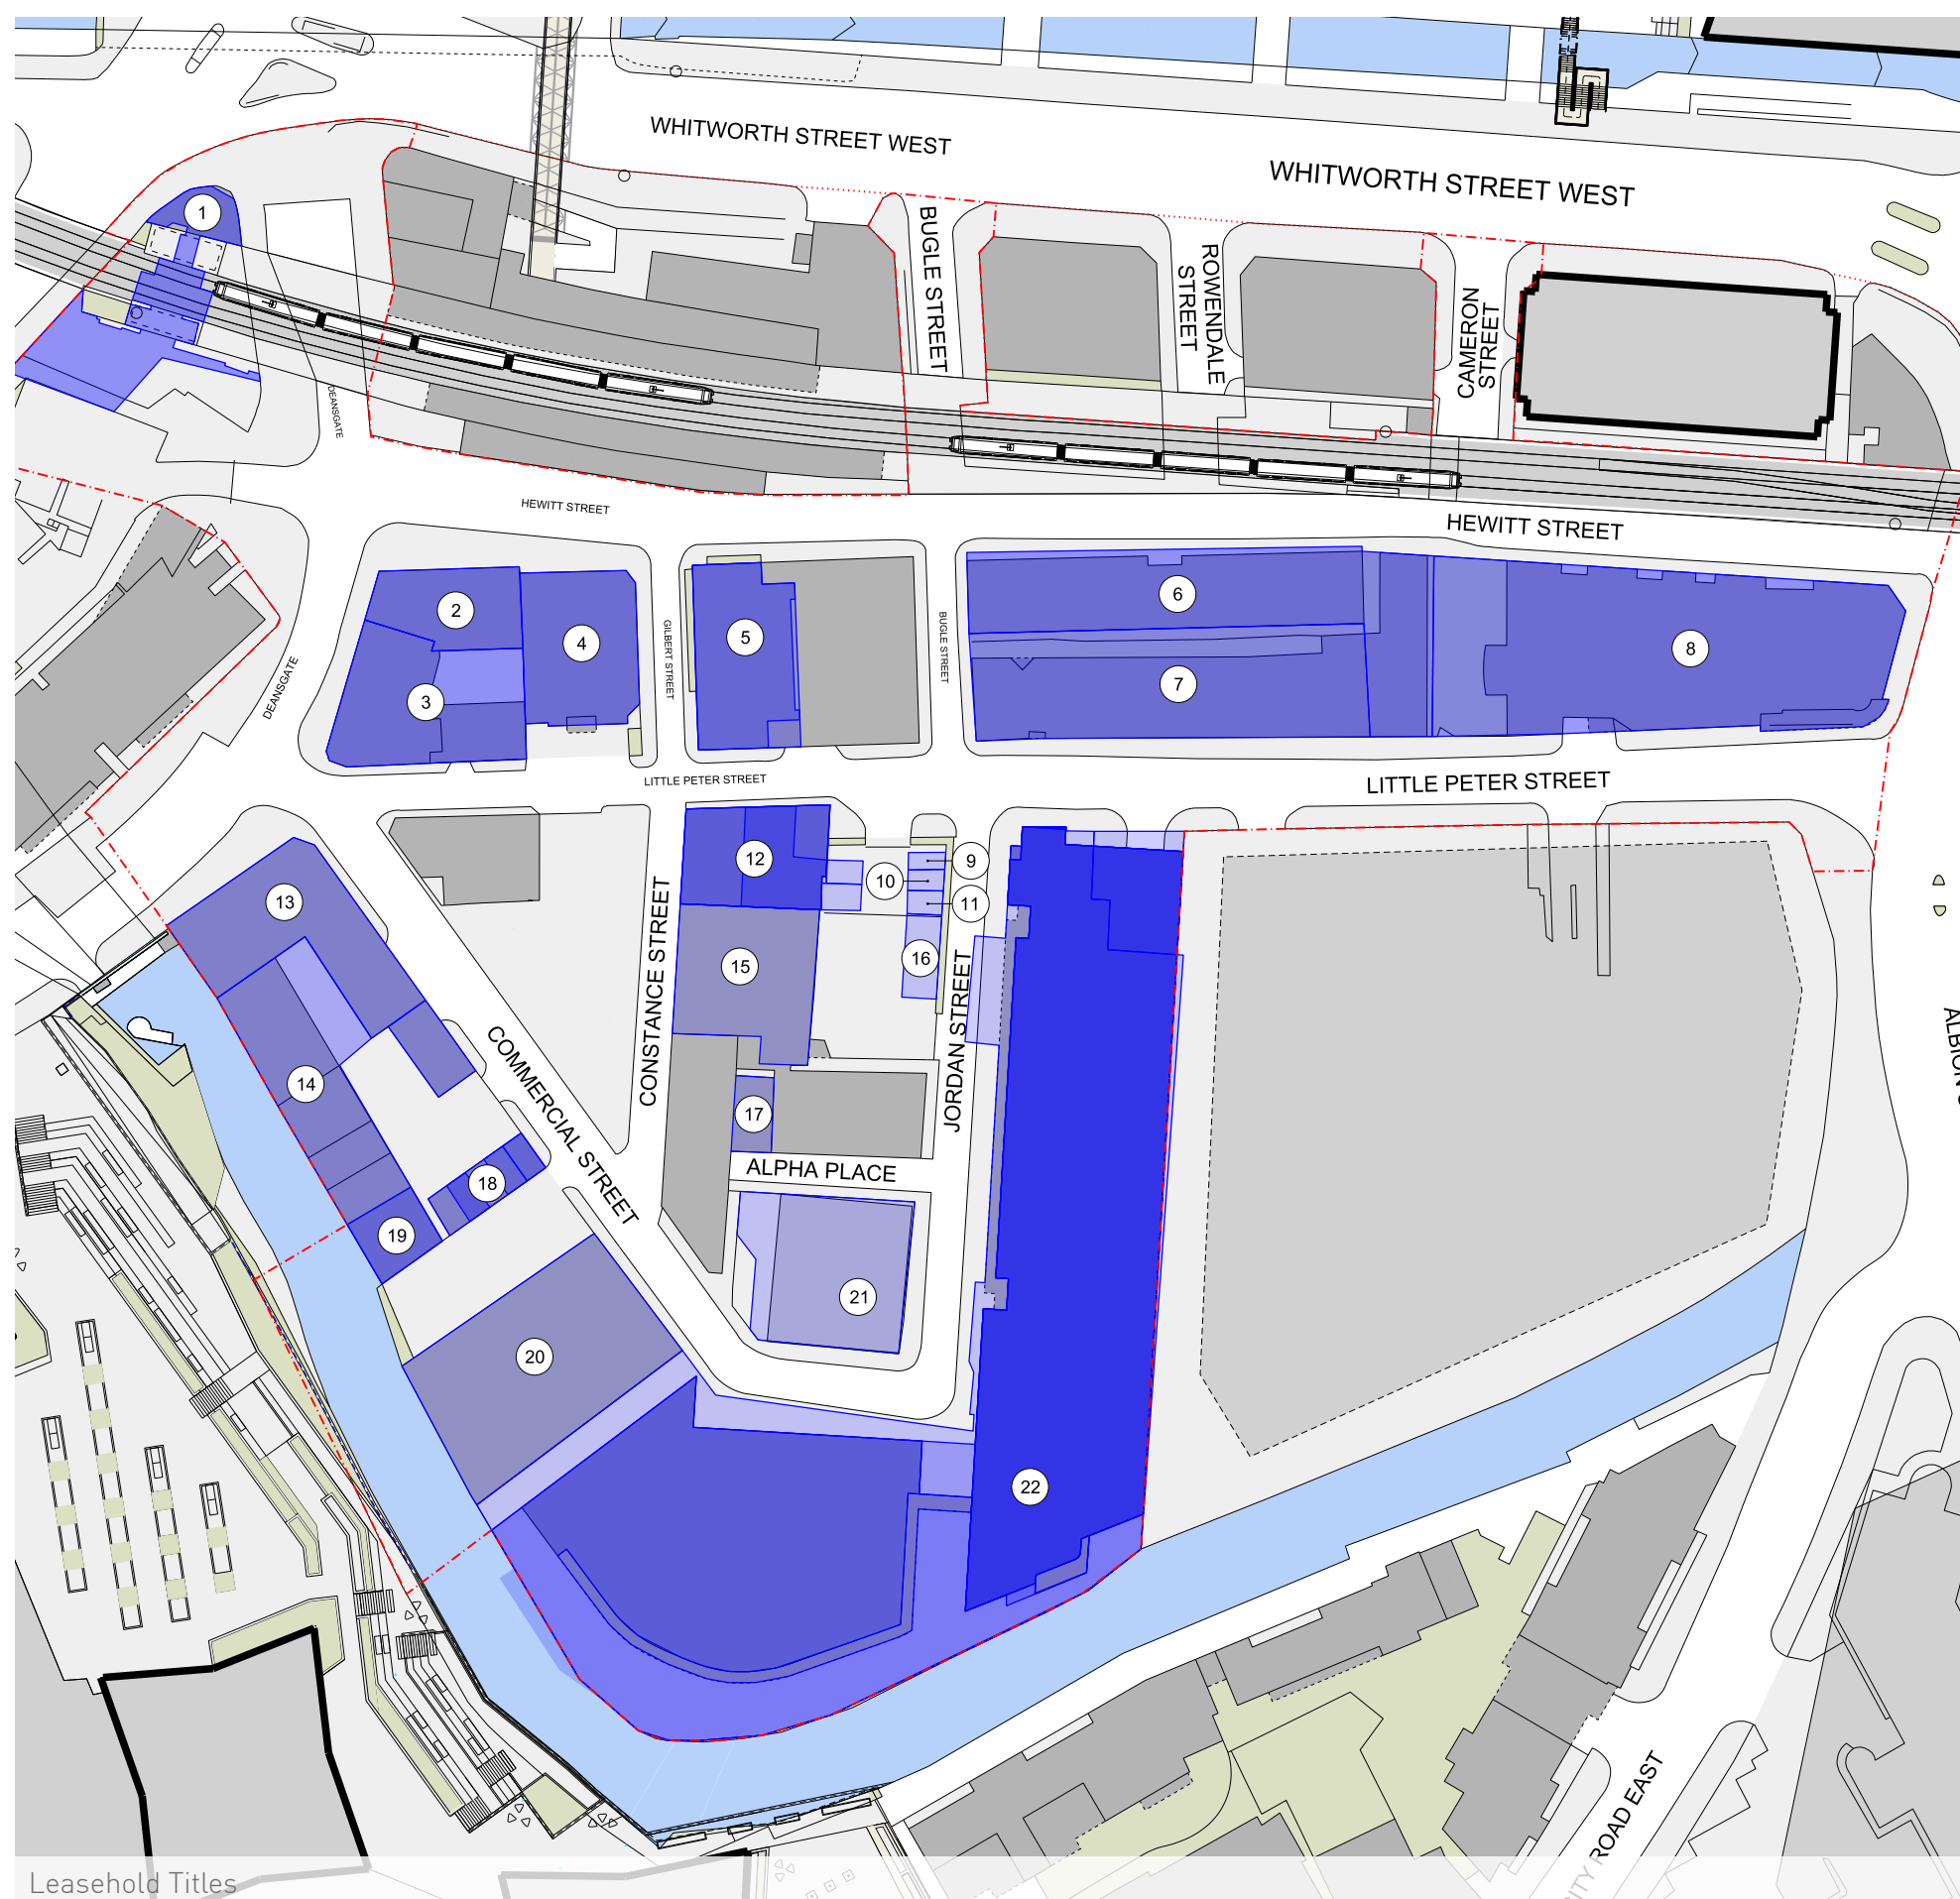 WHITWORTH STREET WEST
WHITWORTH STREET WEST
1
BUGLE STREET
ROWENDALE
STREET
CAMERON
STREET
DEANSGATE
HEWITT STREET
HEWITT STREET
2
4
5
6
8
3
7
GILBERT STREET
BUGLE STREET
DEANSGATE
LITTLE PETER STREET
LITTLE PETER STREET
12
9
10
11
13
15
16
CONSTANCE STREET
JORDAN STREET
COMMERCIAL STREET
14
17
ALPHA PLACE
18
19
21
20
22
ROAD EAST
Leasehold Titles